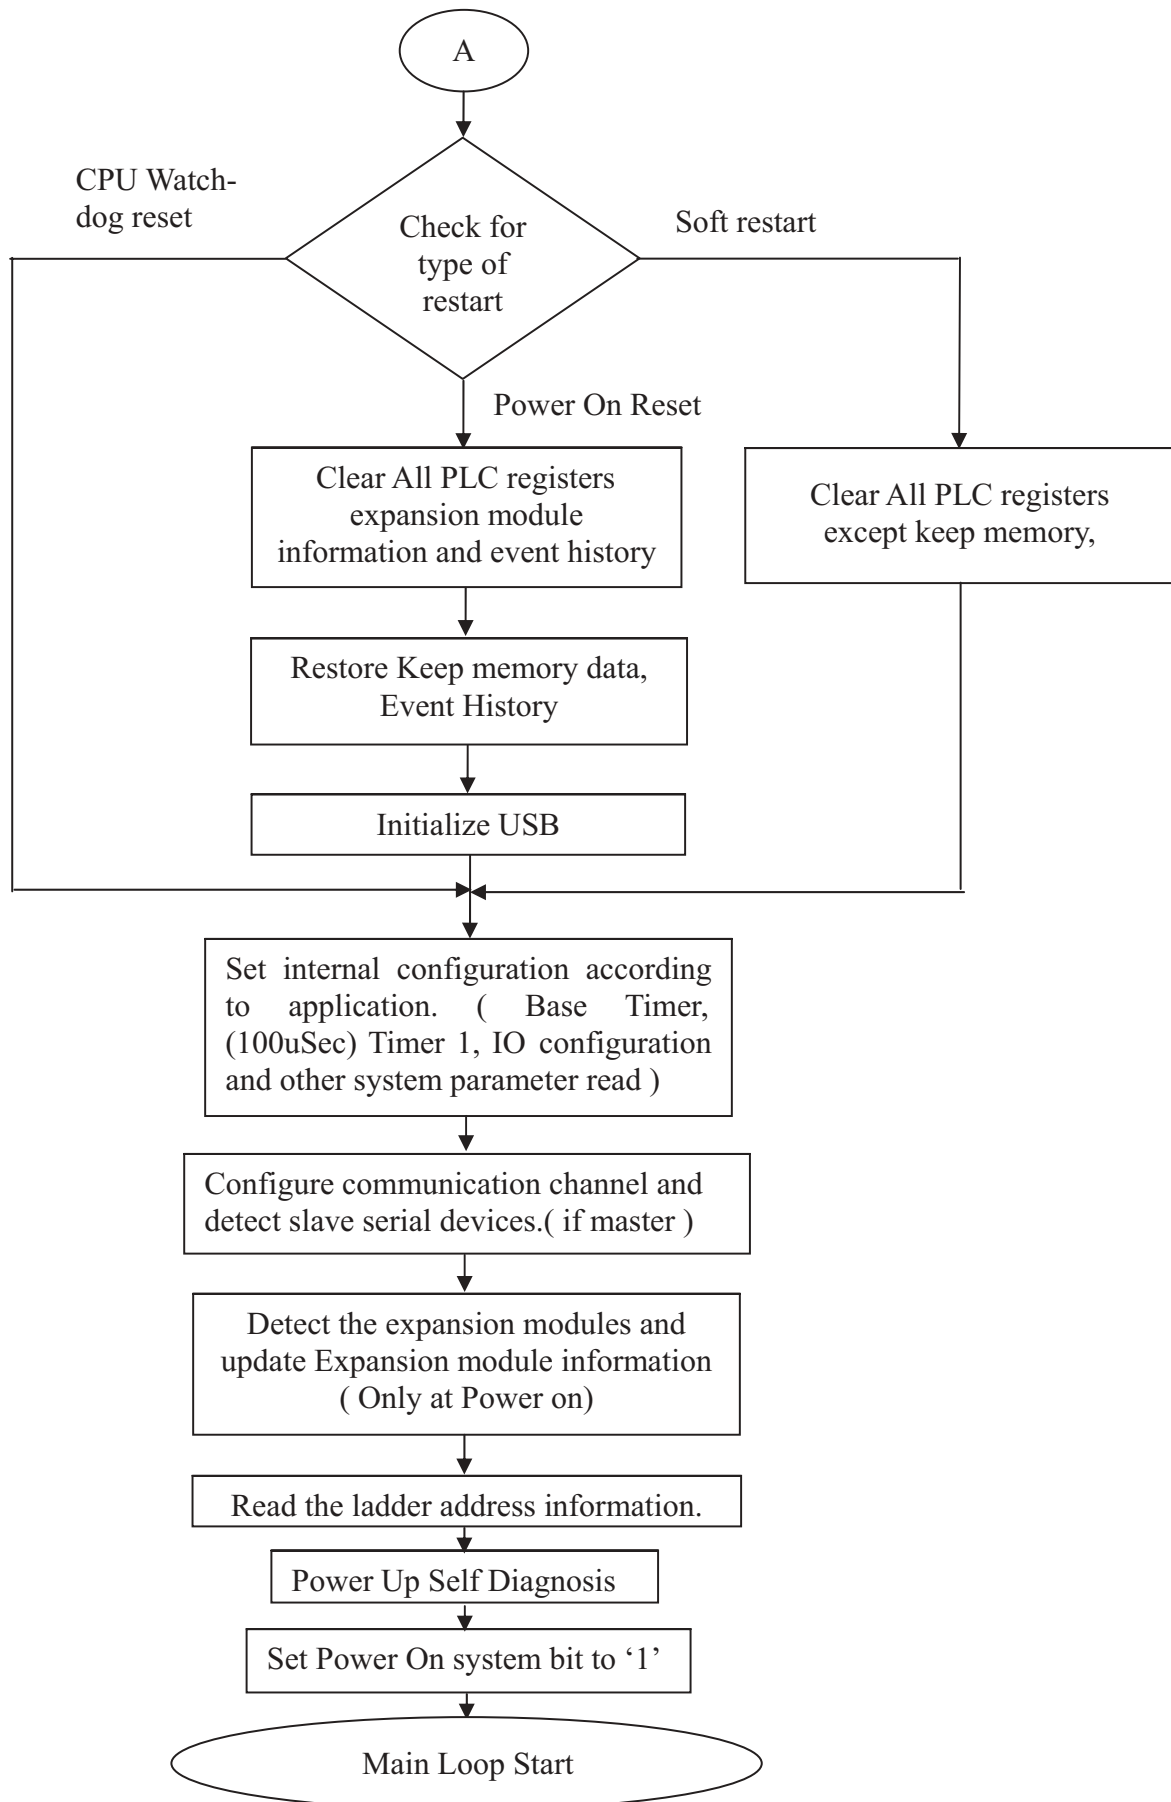 A
CPU Watch-
dog reset
Check for
type of
restart
Soft restart
Power On Reset
Clear All PLC registers
expansion module
information and event history
Clear All PLC registers
except keep memory,
Restore Keep memory data,
Event History
Initialize USB
Set internal configuration according
to application. ( Base Timer,
(100uSec) Timer 1, IO configuration
and other system parameter read )
Configure communication channel and
detect slave serial devices.( if master )
Detect the expansion modules and
update Expansion module information
( Only at Power on)
Read the ladder address information.
Power Up Self Diagnosis
Set Power On system bit to ‘1’
Main Loop Start